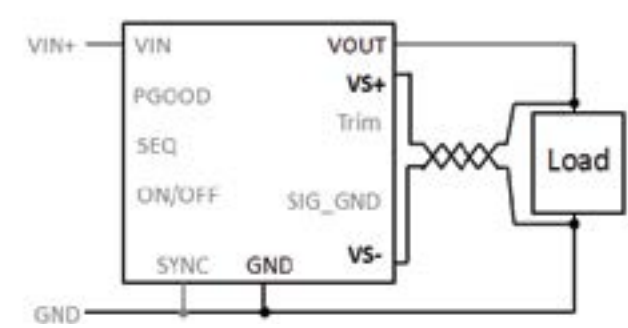 VIN+ VIN VOUT
VS+
PGOOD
Trim
SEQ
Load
ON/OFF
SIG_GND
VS-
SYNC GND
GND